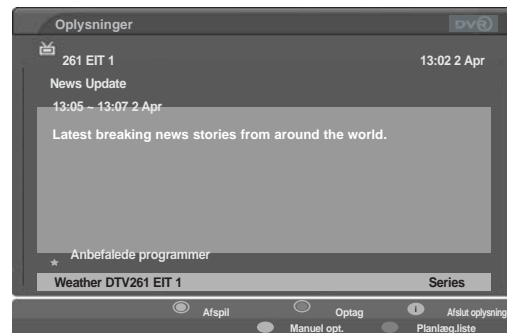 Oplysninger DVR
261 EIT 1 13:02 2 Apr
News Update
13:05 ~ 13:07 2 Apr
Latest breaking news stories from around the world.
Anbefalede programmer
Weather DTV261 EIT 1 Series
Afspil Optag i Afslut oplysning
Manuel opt. Planlæg.liste